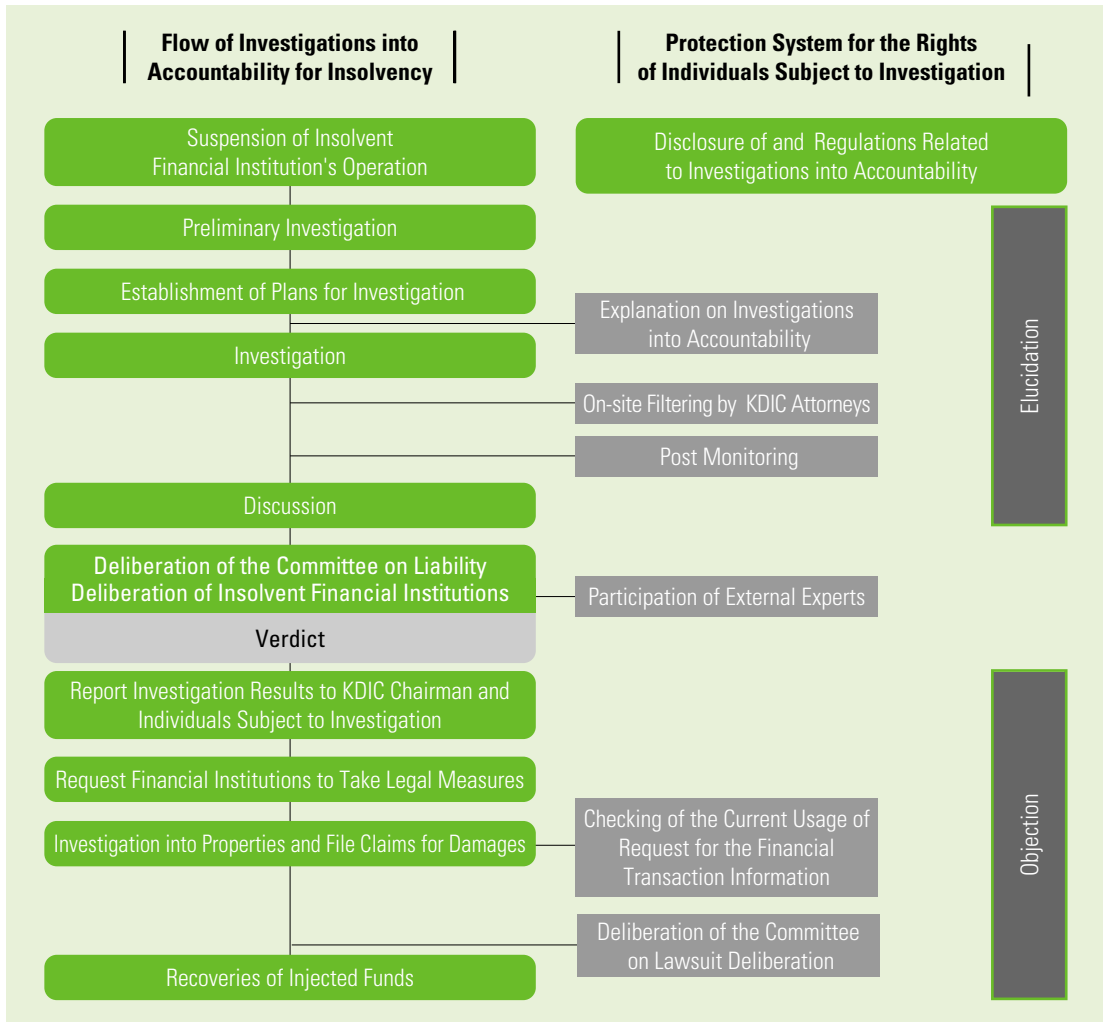 Flow of Investigations into
Accountability for Insolvency
Protection System for the Rights
of Individuals Subject to Investigation
Suspension of Insolvent
Financial Institution's Operation
Disclosure of and Regulations Related
to Investigations into Accountability
Preliminary Investigation
Establishment of Plans for Investigation
Explanation on Investigations
into Accountability
Investigation
On-site Filtering by KDIC Attorneys
Post Monitoring
Elucidation
Discussion
Deliberation of the Committee on Liability
Deliberation of Insolvent Financial Institutions
Participation of External Experts
Verdict
Report Investigation Results to KDIC Chairman and
Individuals Subject to Investigation
Request Financial Institutions to Take Legal Measures
Investigation into Properties and File Claims for Damages
Checking of the Current Usage of
Request for the Financial
Transaction Information
Objection
Deliberation of the Committee
on Lawsuit Deliberation
Recoveries of Injected Funds